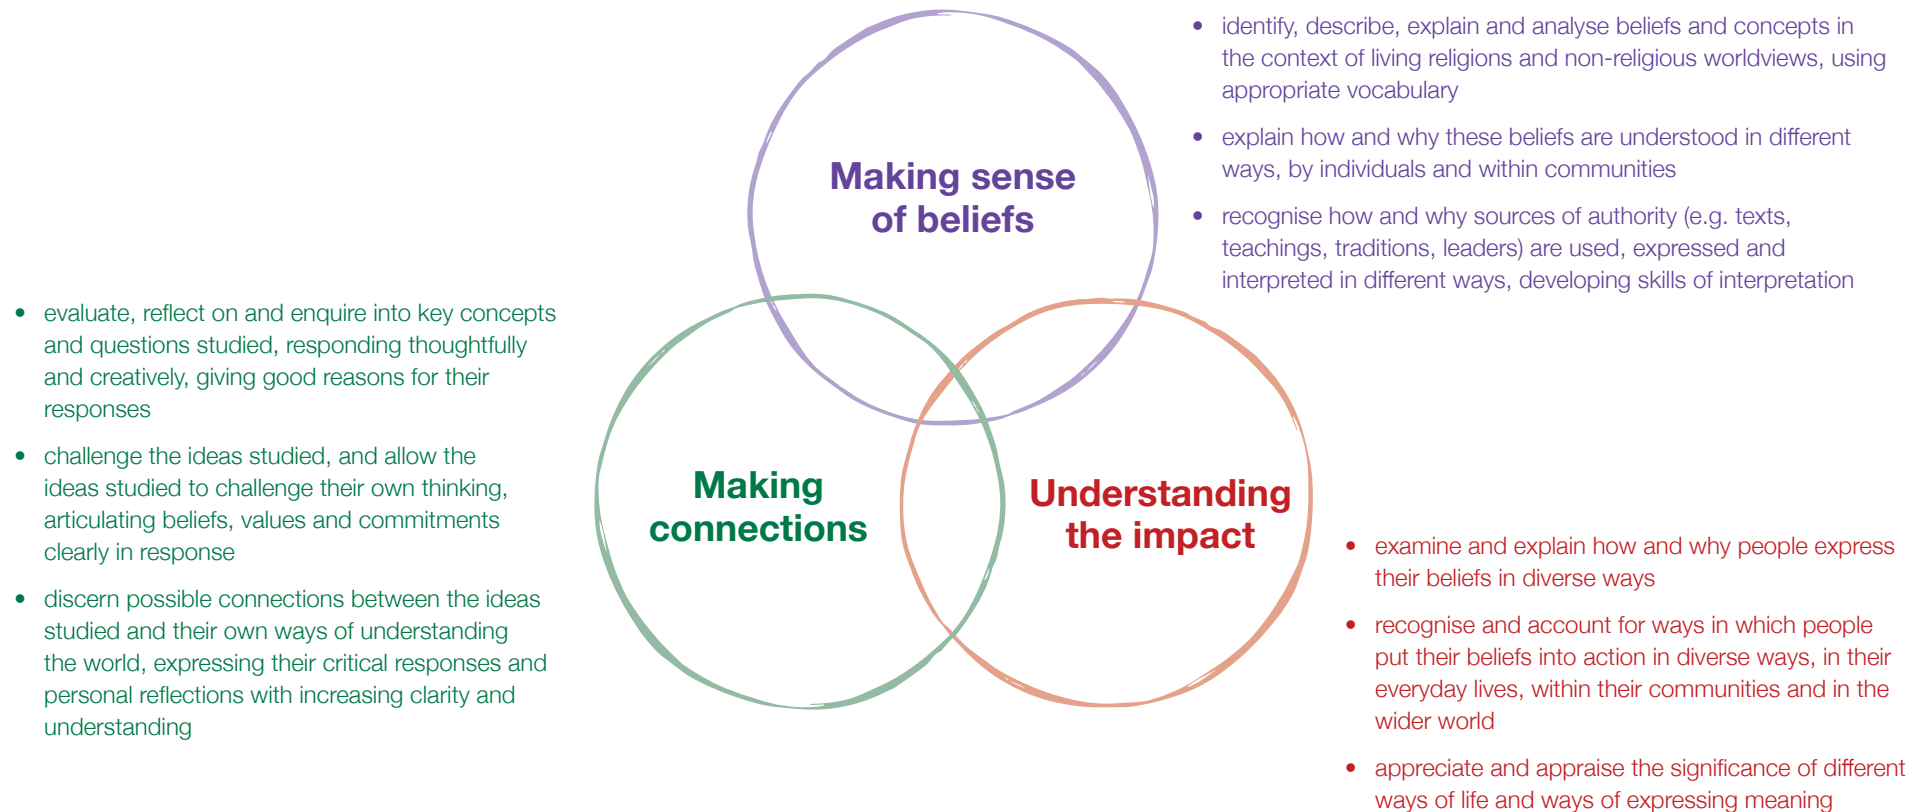 • identify, describe, explain and analyse beliefs and concepts in
the context of living religions and non-religious worldviews, using
appropriate vocabulary
• explain how and why these beliefs are understood in different
ways, by individuals and within communities
• recognise how and why sources of authority (e.g. texts,
teachings, traditions, leaders) are used, expressed and
interpreted in different ways, developing skills of interpretation
Making sense
of beliefs
• evaluate, reflect on and enquire into key concepts
and questions studied, responding thoughtfully
and creatively, giving good reasons for their
responses
• challenge the ideas studied, and allow the
ideas studied to challenge their own thinking,
articulating beliefs, values and commitments
clearly in response
• discern possible connections between the ideas
studied and their own ways of understanding
the world, expressing their critical responses and
personal reflections with increasing clarity and
understanding
Making
connections
Understanding
the impact
• examine and explain how and why people express
their beliefs in diverse ways
• recognise and account for ways in which people
put their beliefs into action in diverse ways, in their
everyday lives, within their communities and in the
wider world
• appreciate and appraise the significance of different
ways of life and ways of expressing meaning